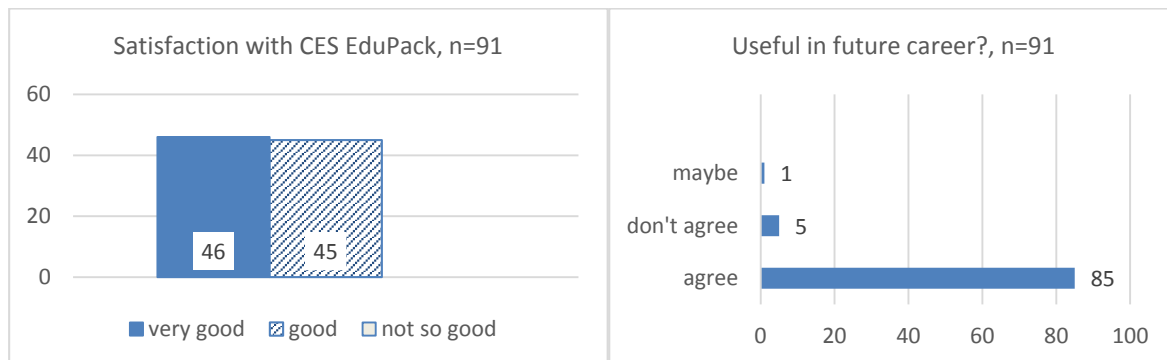 Satisfaction with CES EduPack, n=91
60
40
20
0
46
45
very good
good
not so good
Useful in future career?, n=91
maybe
1
don't agree
5
agree
85
0 20 40 60 80 100